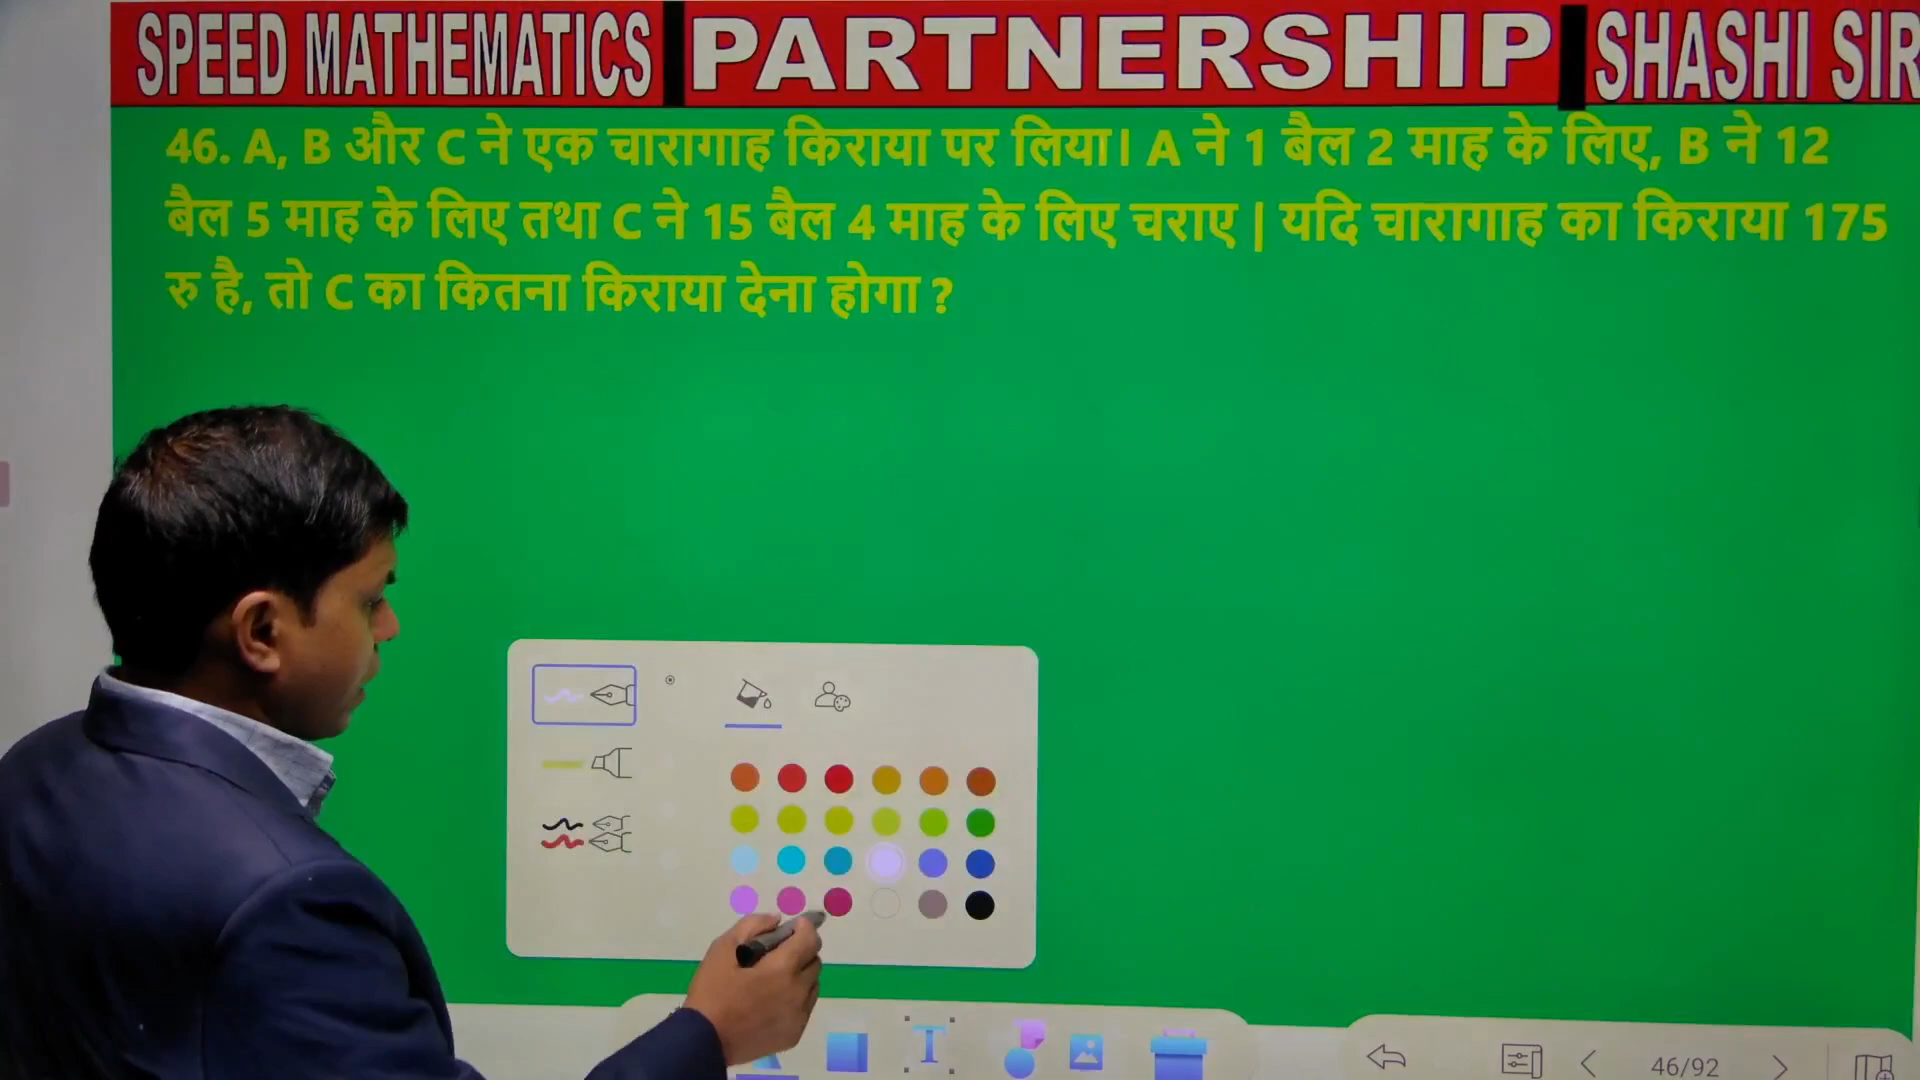 SPEED MATHEMATICS PARTNERSHIP SHASHI SIR
46. A, B और C ने एक चारागाह किराया पर लिया। A ने 1 बैल 2 माह के लिए, B ने 12
बैल 5 माह के लिए तथा C ने 15 बैल 4 माह के लिए चराए | यदि चारागाह का किराया 175
रु है, तो C का कितना किराया देना होगा ?
T
46/92